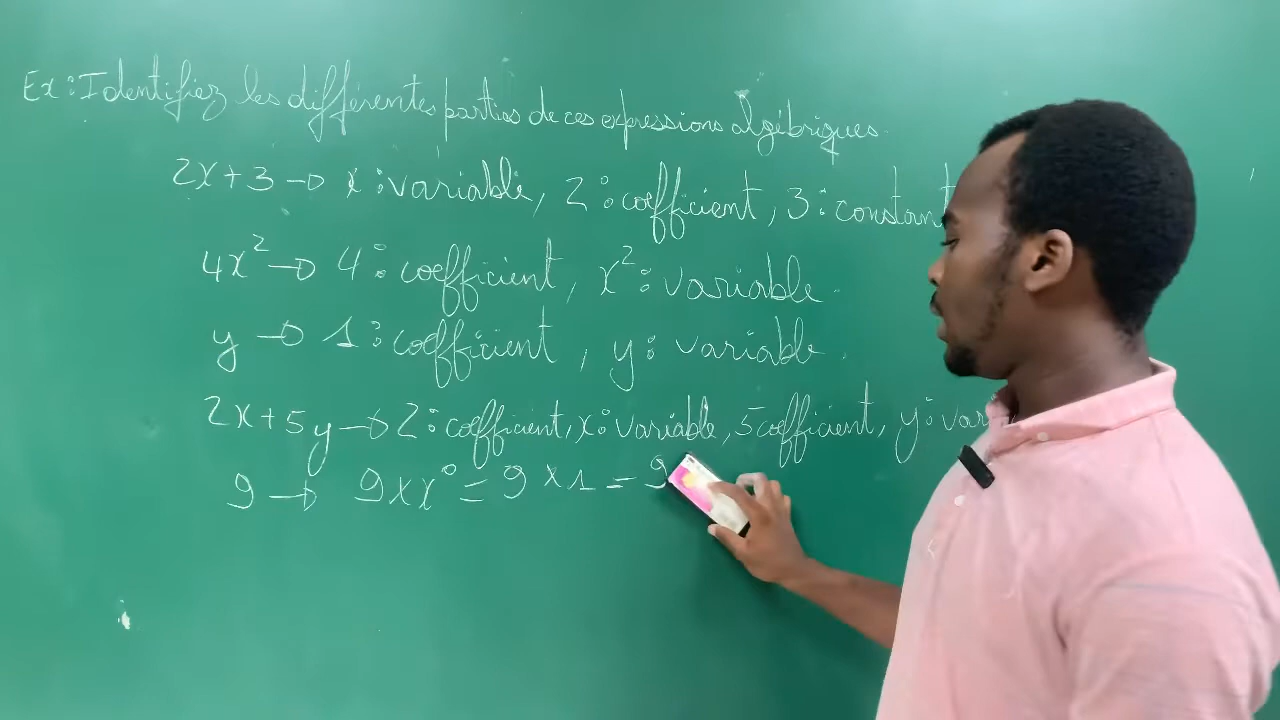 Ex : Identifiez les différentes parties de ces expressions algébriques.
2x+3 → x : variable, 2 : coefficient, 3 : constant
4x² → 4 : coefficient, x² : variable.
y → 1 : coefficient, y : variable.
2x+5y → 2 : coefficient, x : variable, 5 coefficient, y : var
9 → 9×x⁰ = 9×1 = 9